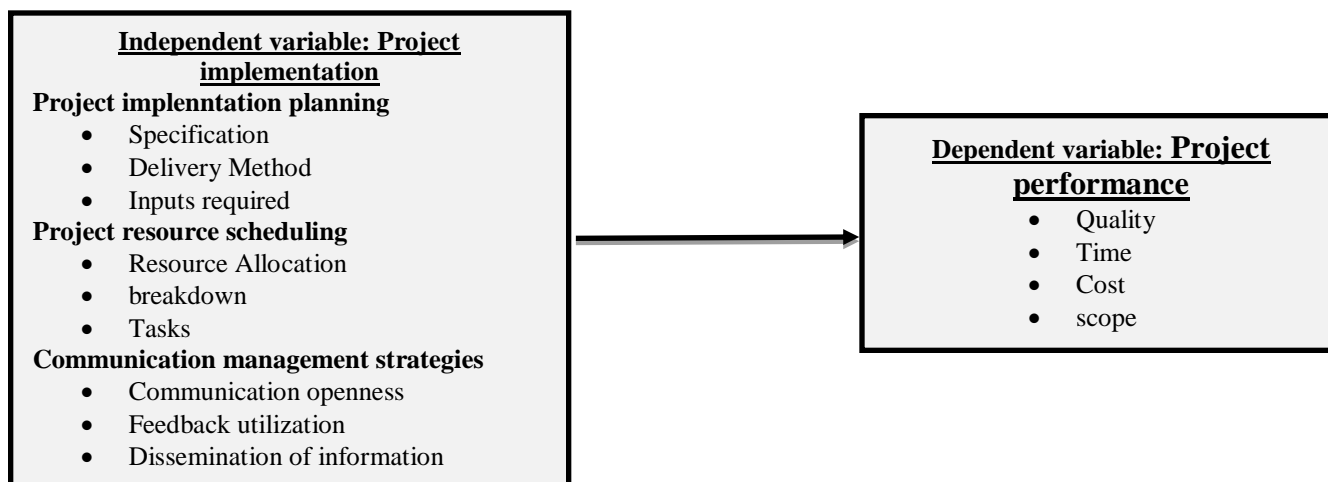 Independent variable: Project
implementation
Project implenntation planning
• Specification
• Delivery Method
• Inputs required
Project resource scheduling
• Resource Allocation
• breakdown
• Tasks
Communication management strategies
• Communication openness
• Feedback utilization
• Dissemination of information
Dependent variable: Project
performance
• Quality
• Time
• Cost
• scope